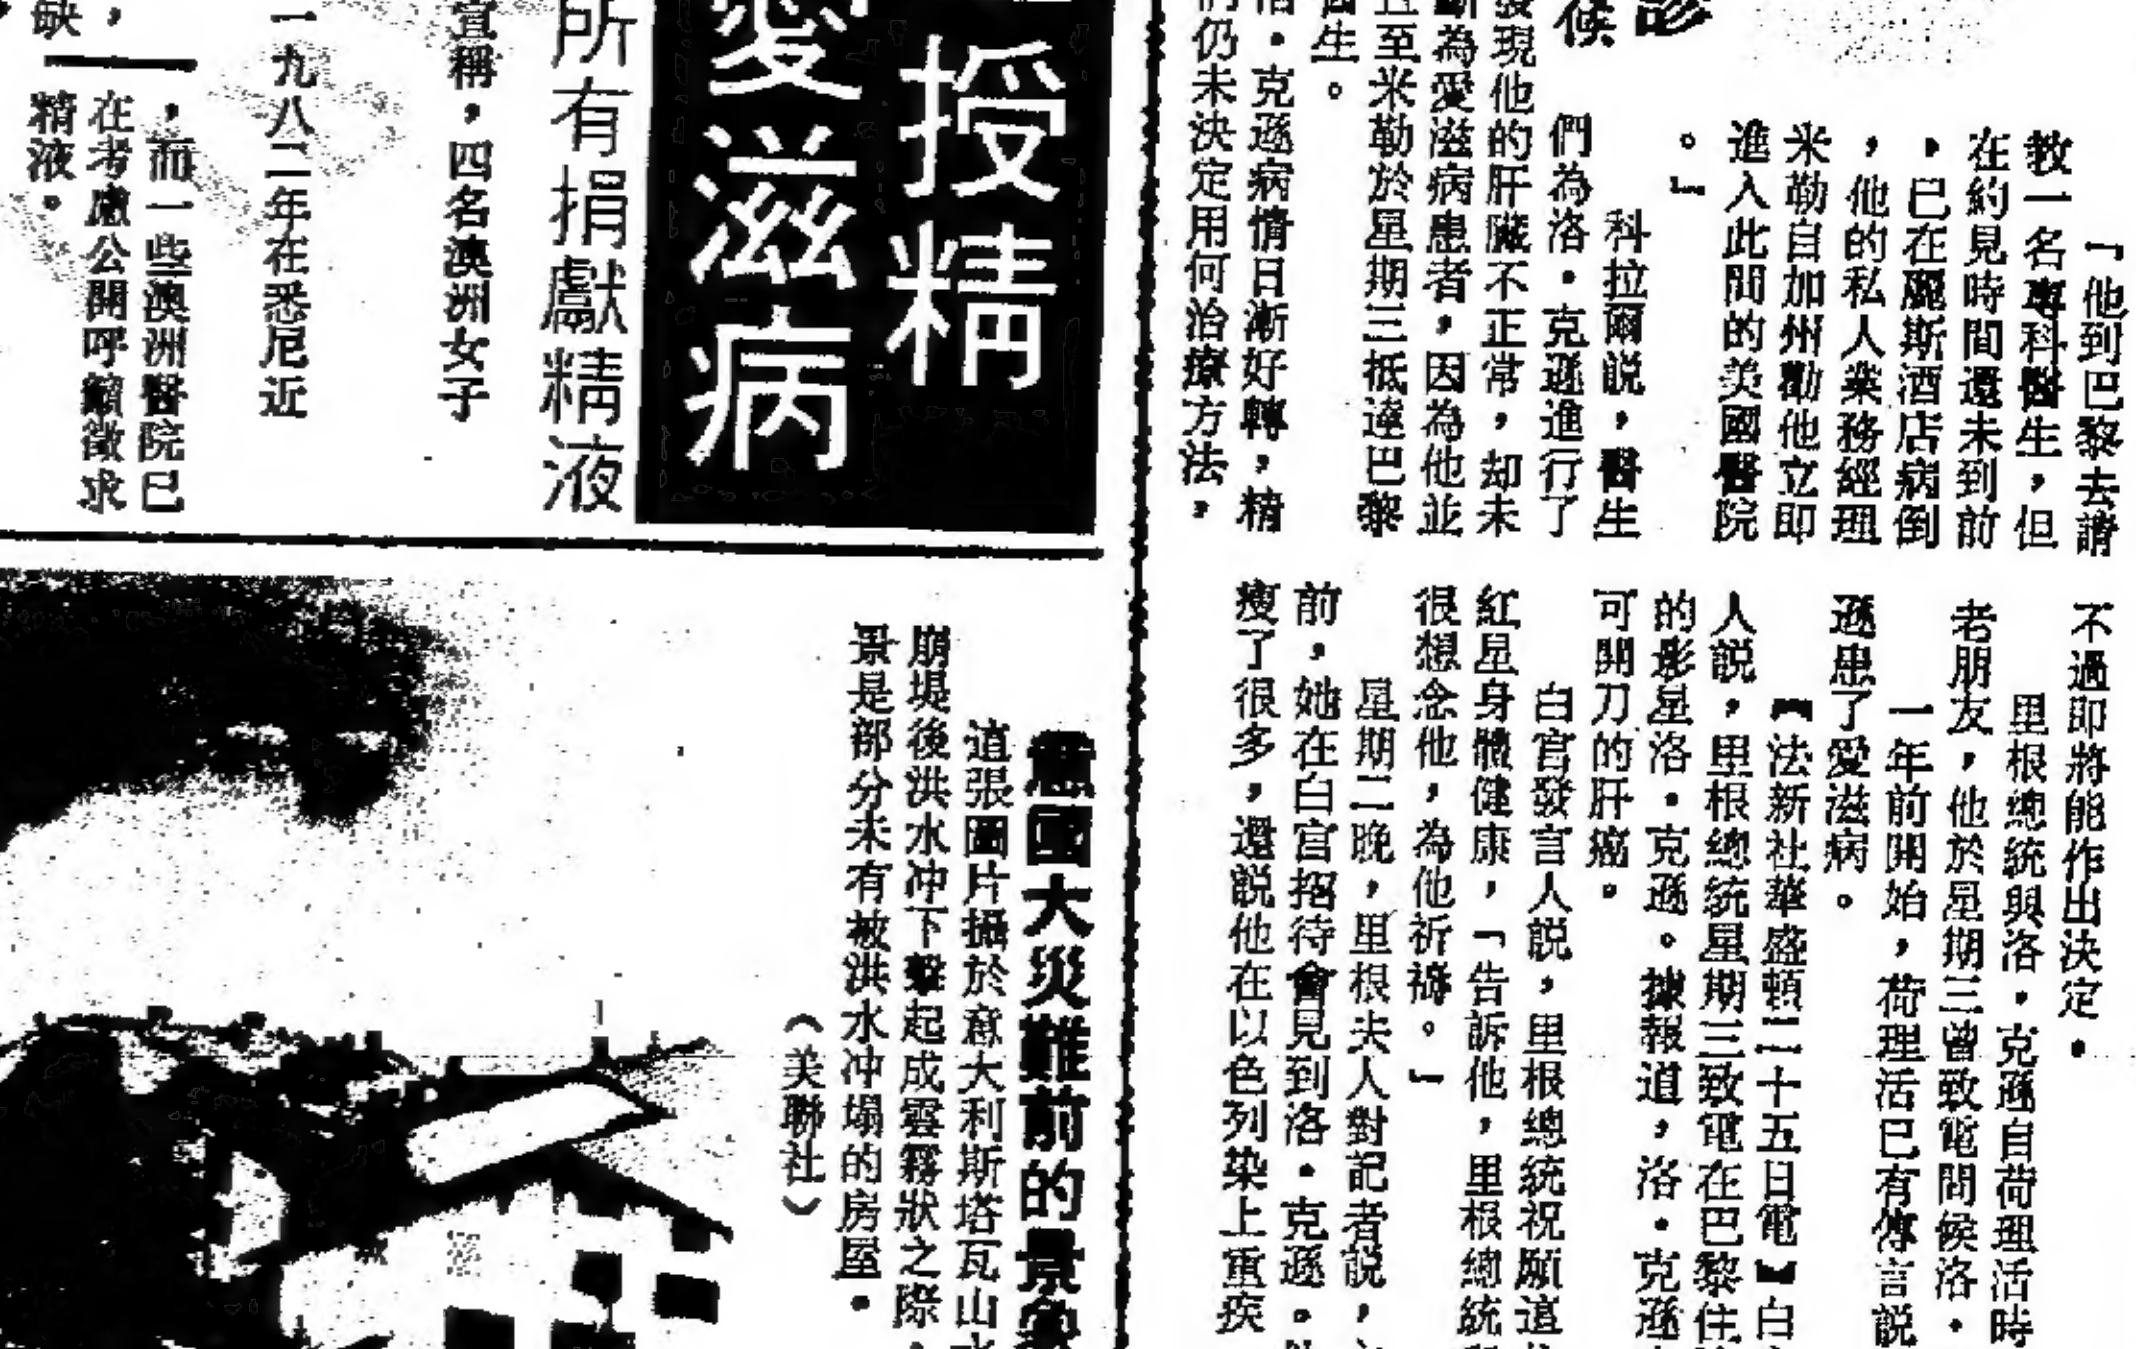 診
候
「他到巴黎去請
教一名專科醫生，但
在約見時間還未到前
，巳在麗斯酒店病倒
，他的私人業務經理
米勒自加州勸他立即
進入此間的美國醫院
。」
科拉爾説，醫生
們為洛·克遜進行了
發現他的肝臟不正常，却未
斷為愛滋病患者，因為他並
直至米勒於星期三抵達巴黎
生。
洛·克遜病情日漸好轉，精
們仍未決定用何治療方法，
不過即將能作出決定。
里根總統與洛·克遜自荷理活時
老朋友，他於星期三曾致電問候洛·
一年前開始，荷理活已有傳言説
遜患了愛滋病。
【法新社華盛頓二十五日電】白
人説，里根總統星期三致電在巴黎住
的影星洛·克遜。據報道，洛·克遜
可開刀的肝癌。
白宮發言人説，里根總統祝願這
紅星身體健康，「告訴他，里根總統
很想念他，為他祈禱。」
星期二晚，里根夫人對記者説，
前，她在白宮招待會見到洛·克遜。
瘦了很多，還説他在以色列染上重疾
授精
愛滋病
所有捐獻精液
宣稱，四名澳洲女子
一九八二年在悉尼近
，而一些澳洲醫院已
在考慮公開呼籲徵求
精液。
，
缺
意國大災難前的景象
這張圖片攝於意大利斯塔瓦山
崩堤後洪水冲下擊起成雲霧狀之際，
景是部分未有被洪水冲塌的房屋。
（美聯社）